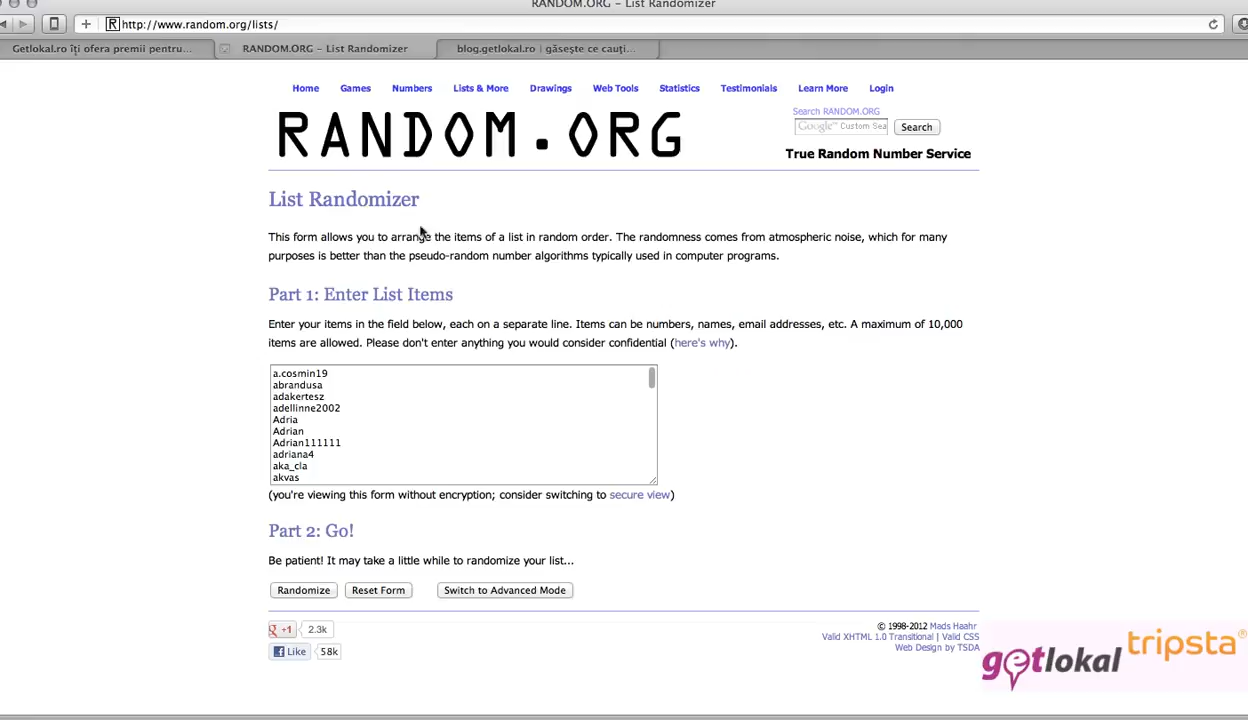 RANDOM.ORG – List Randomizer
http://www.random.org/lists/
Getlokal.ro îţi ofera premii pentru...
RANDOM.ORG – List Randomizer
blog.getlokal.ro | găseşte ce cauţi...
Home Games Numbers Lists & More Drawings Web Tools Statistics Testimonials Learn More Login
RANDOM.ORG
Search RANDOM.ORG
Google™ Custom Sea Search
True Random Number Service
List Randomizer
This form allows you to arrange the items of a list in random order. The randomness comes from atmospheric noise, which for many
purposes is better than the pseudo-random number algorithms typically used in computer programs.
Part 1: Enter List Items
Enter your items in the field below, each on a separate line. Items can be numbers, names, email addresses, etc. A maximum of 10,000
items are allowed. Please don't enter anything you would consider confidential (here's why).
a.cosmin19
abrandusa
adakertesz
adellinne2002
Adria
Adrian
Adrian111111
adriana4
aka_cla
akvas
(you're viewing this form without encryption; consider switching to secure view)
Part 2: Go!
Be patient! It may take a little while to randomize your list...
Randomize Reset Form Switch to Advanced Mode
© 1998-2012 Mads Haahr
Valid XHTML 1.0 Transitional | Valid CSS
Web Design by TSDA
+1 2.3k
Like 58k
getlokal tripsta®